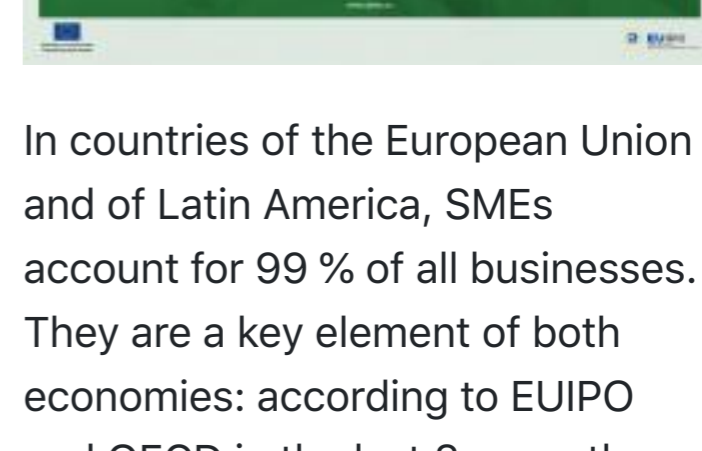 In countries of the European Union
and of Latin America, SMEs
account for 99 % of all businesses.
They are a key element of both
economies: according to EUIPO